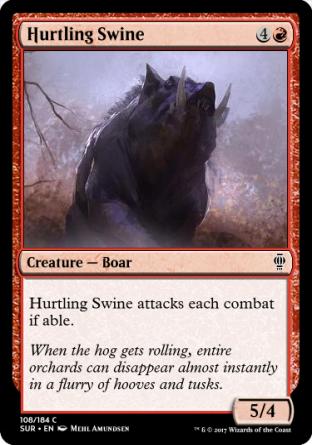 Hurtling Swine 4
Creature — Boar
Hurtling Swine attacks each combat
if able.
When the hog gets rolling, entire
orchards can disappear almost instantly
in a flurry of hooves and tusks.
5/4
108/184 C
SUR • EN Mehl Amundsen
™ & © 2017 Wizards of the Coast